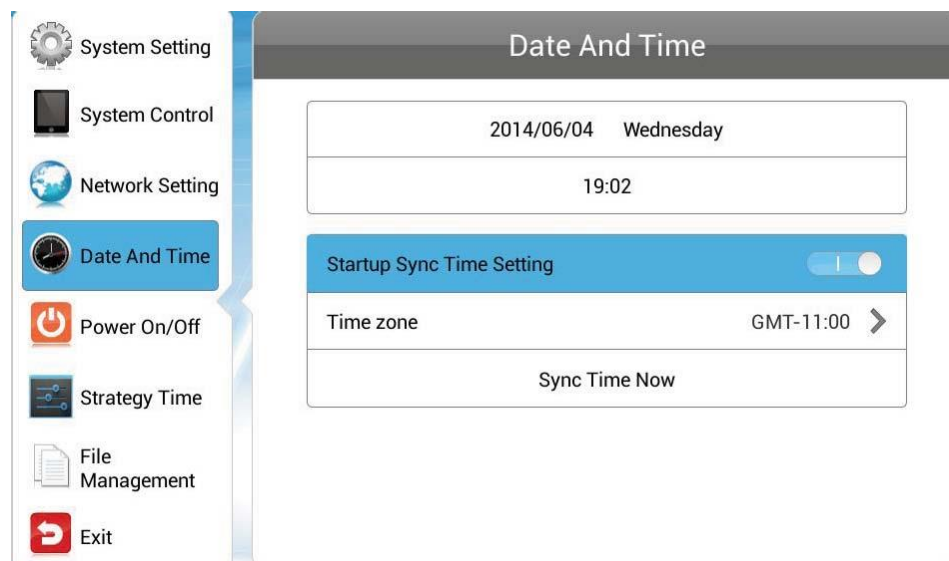 System Setting
System Control
Network Setting
Date And Time
Power On/Off
Strategy Time
File
Management
Exit
Date And Time
2014/06/04 Wednesday
19:02
Startup Sync Time Setting
Time zone GMT-11:00
Sync Time Now